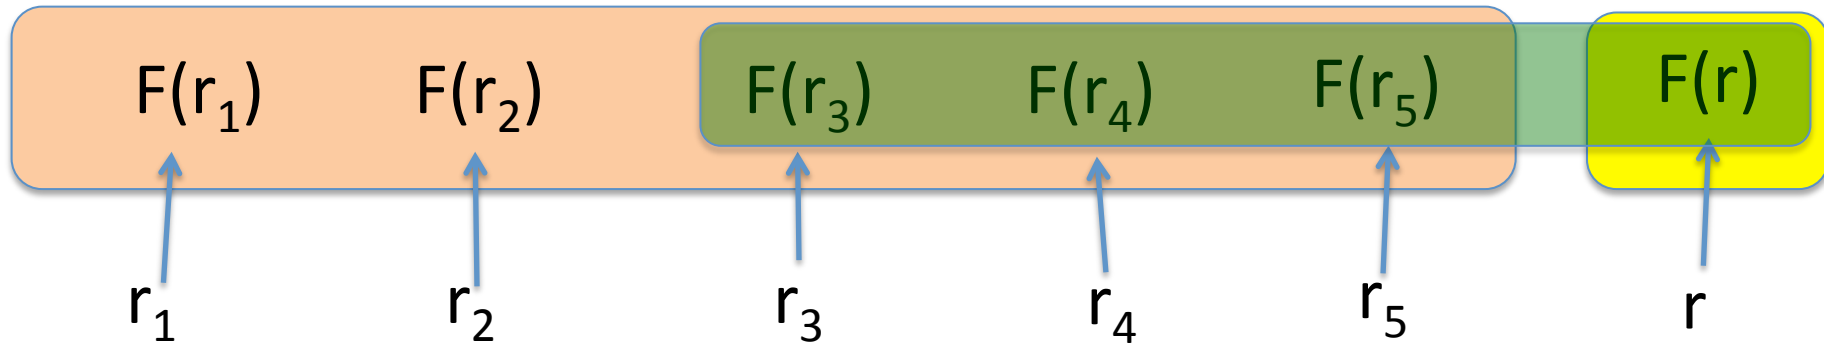 F(r₁) F(r₂) F(r₃) F(r₄) F(r₅) F(r)
r₁ r₂ r₃ r₄ r₅ r